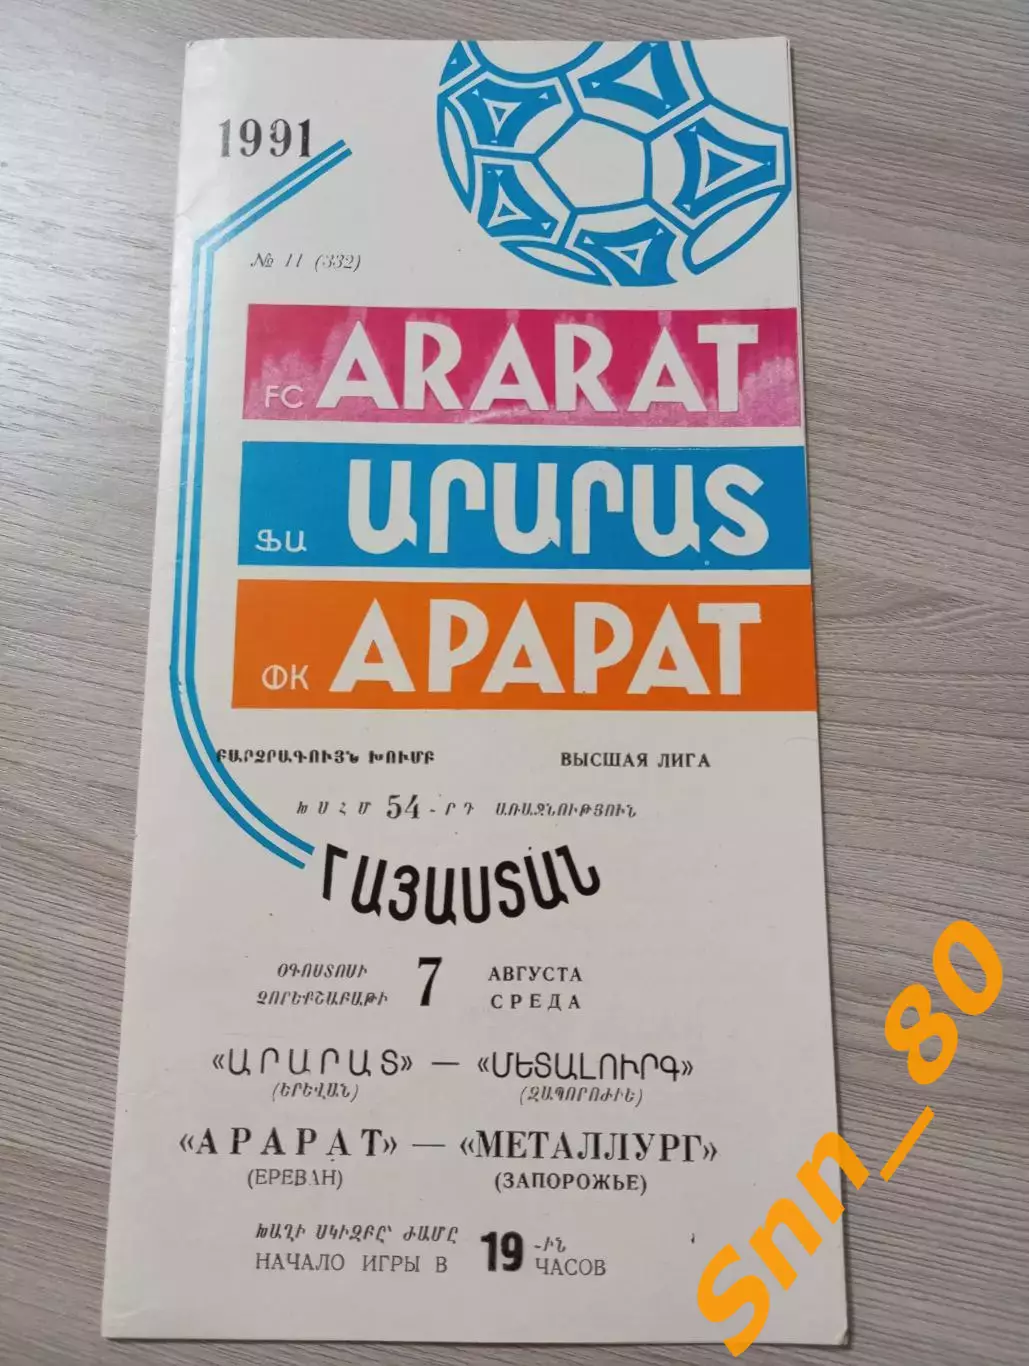 1991
№ 11 (332)
FC ARARAT
ՖԱ ԱՐԱՐԱՏ
ФК АРАРАТ
ԲԱՐՁՐԱԳՈՒՅՆ ԽՈՒՄԲ ВЫСШАЯ ЛИГА
ԽՍՀՄ 54-ՐԴ ԱՌԱՋՆՈՒԹՅՈՒՆ
ՀԱՅԱՍՏԱՆ
ՕԳՈՍՏՈՍԻ 7 АВГУСТА
ՉՈՐԵՔՇԱԲԱԹԻ СРЕДА
«ԱՐԱՐԱՏ» — «ՄԵՏԱԼՈՒՐԳ»
(ԵՐԵՎԱՆ) (ԶԱՊՈՐՈԺԻԵ)
«АРАРАТ» — «МЕТАЛЛУРГ»
(ЕРЕВАН) (ЗАПОРОЖЬЕ)
ԽԱՂԻ ՍԿԻԶԲԸ՝ ԺԱՄԸ 19-ԻՆ
НАЧАЛО ИГРЫ В 19 ЧАСОВ
Snn_80